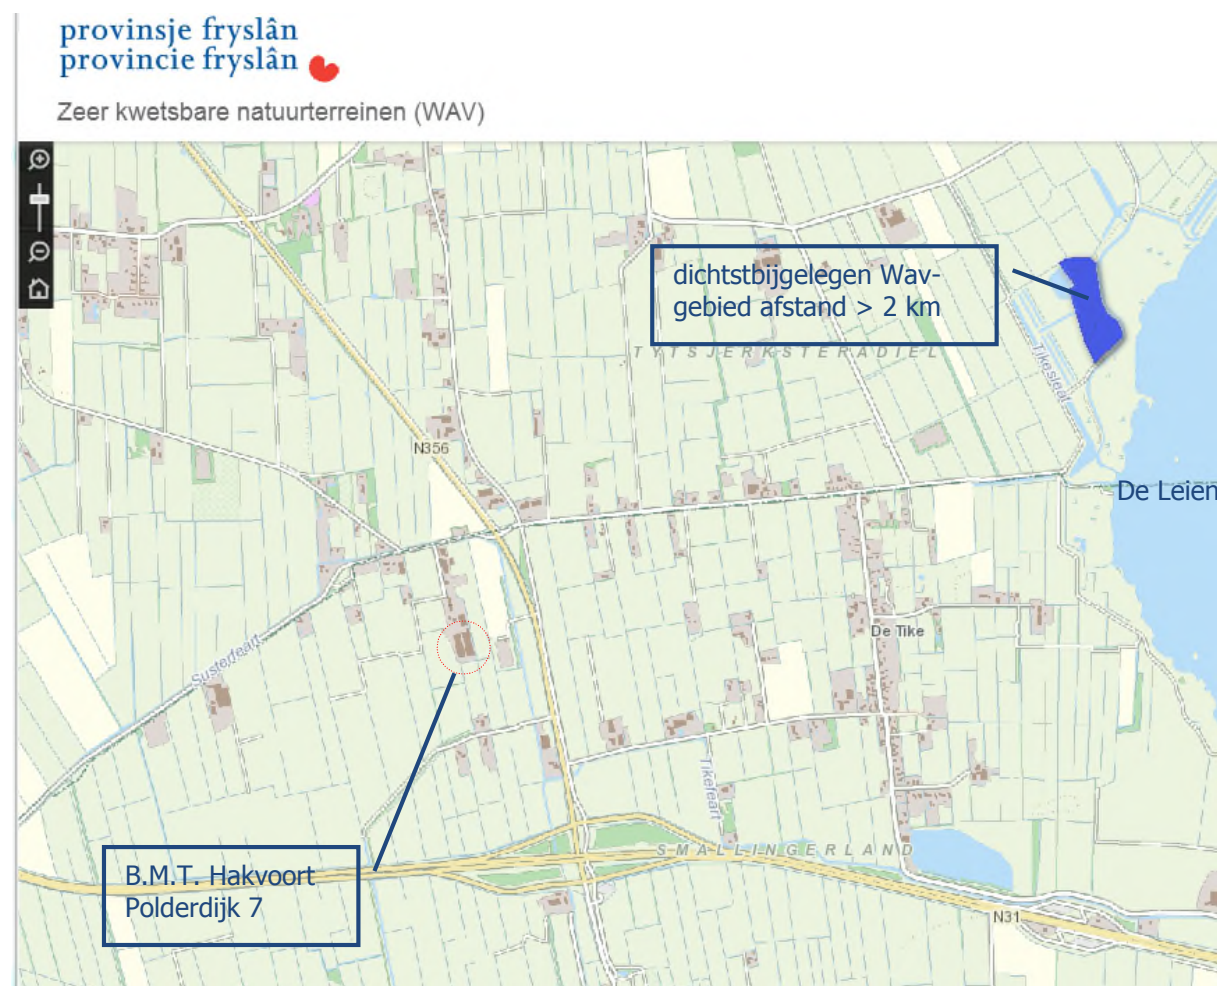 provinsje fryslân
provincie fryslân
Zeer kwetsbare natuurterreinen (WAV)
dichtstbijgelegen Wav-
gebied afstand > 2 km
TYTSJERKSTERADIEL
Tikesleat
N356
De Leien
De Tike
Susterfeart
Tikefeart
SMALLINGERLAND
B.M.T. Hakvoort
Polderdijk 7
N31